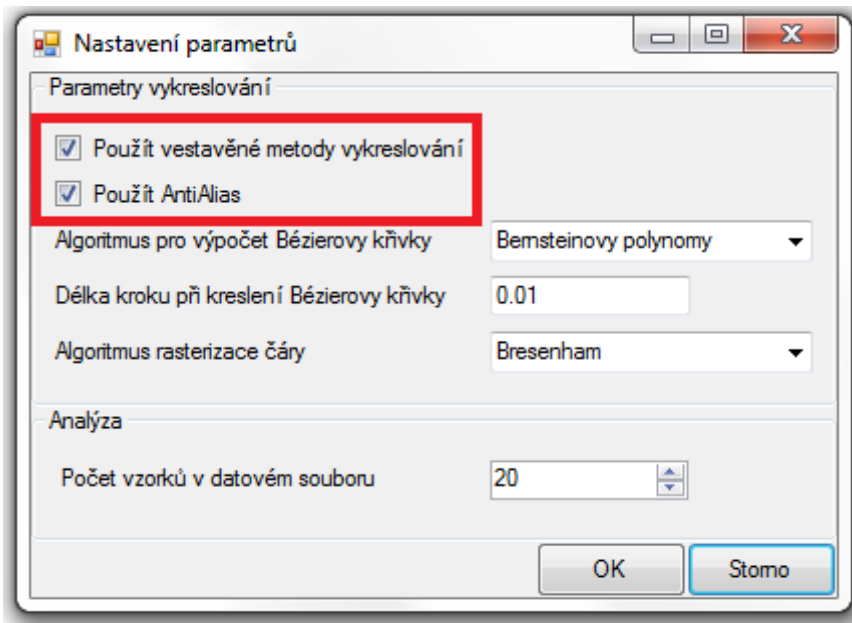 Nastavení parametrů
Parametry vykreslování
Použít vestavěné metody vykreslování
Použít AntiAlias
Algoritmus pro výpočet Bézierovy křivky Bernsteinovy polynomy
Délka kroku při kreslení Bézierovy křivky 0.01
Algoritmus rasterizace čáry Bresenham
Analýza
Počet vzorků v datovém souboru 20
OK Storno